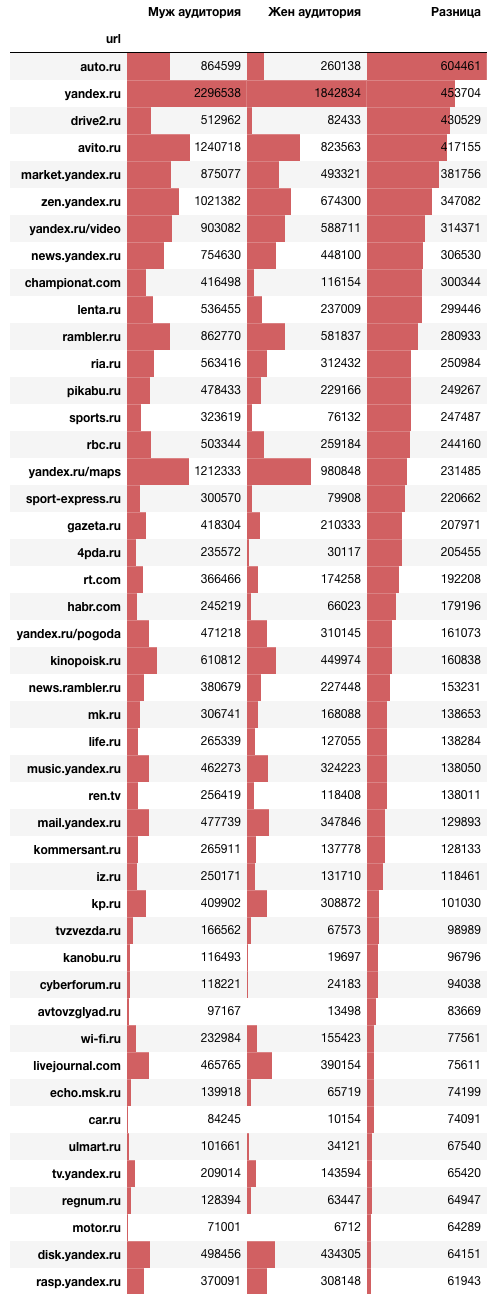 Муж аудитория Жен аудитория Разница
url
auto.ru 864599 260138 604461
yandex.ru 2296538 1842834 453704
drive2.ru 512962 82433 430529
avito.ru 1240718 823563 417155
market.yandex.ru 875077 493321 381756
zen.yandex.ru 1021382 674300 347082
yandex.ru/video 903082 588711 314371
news.yandex.ru 754630 448100 306530
championat.com 416498 116154 300344
lenta.ru 536455 237009 299446
rambler.ru 862770 581837 280933
ria.ru 563416 312432 250984
pikabu.ru 478433 229166 249267
sports.ru 323619 76132 247487
rbc.ru 503344 259184 244160
yandex.ru/maps 1212333 980848 231485
sport-express.ru 300570 79908 220662
gazeta.ru 418304 210333 207971
4pda.ru 235572 30117 205455
rt.com 366466 174258 192208
habr.com 245219 66023 179196
yandex.ru/pogoda 471218 310145 161073
kinopoisk.ru 610812 449974 160838
news.rambler.ru 380679 227448 153231
mk.ru 306741 168088 138653
life.ru 265339 127055 138284
music.yandex.ru 462273 324223 138050
ren.tv 256419 118408 138011
mail.yandex.ru 477739 347846 129893
kommersant.ru 265911 137778 128133
iz.ru 250171 131710 118461
kp.ru 409902 308872 101030
tvzvezda.ru 166562 67573 98989
kanobu.ru 116493 19697 96796
cyberforum.ru 118221 24183 94038
avtovzglyad.ru 97167 13498 83669
wi-fi.ru 232984 155423 77561
livejournal.com 465765 390154 75611
echo.msk.ru 139918 65719 74199
car.ru 84245 10154 74091
ulmart.ru 101661 34121 67540
tv.yandex.ru 209014 143594 65420
regnum.ru 128394 63447 64947
motor.ru 71001 6712 64289
disk.yandex.ru 498456 434305 64151
rasp.yandex.ru 370091 308148 61943